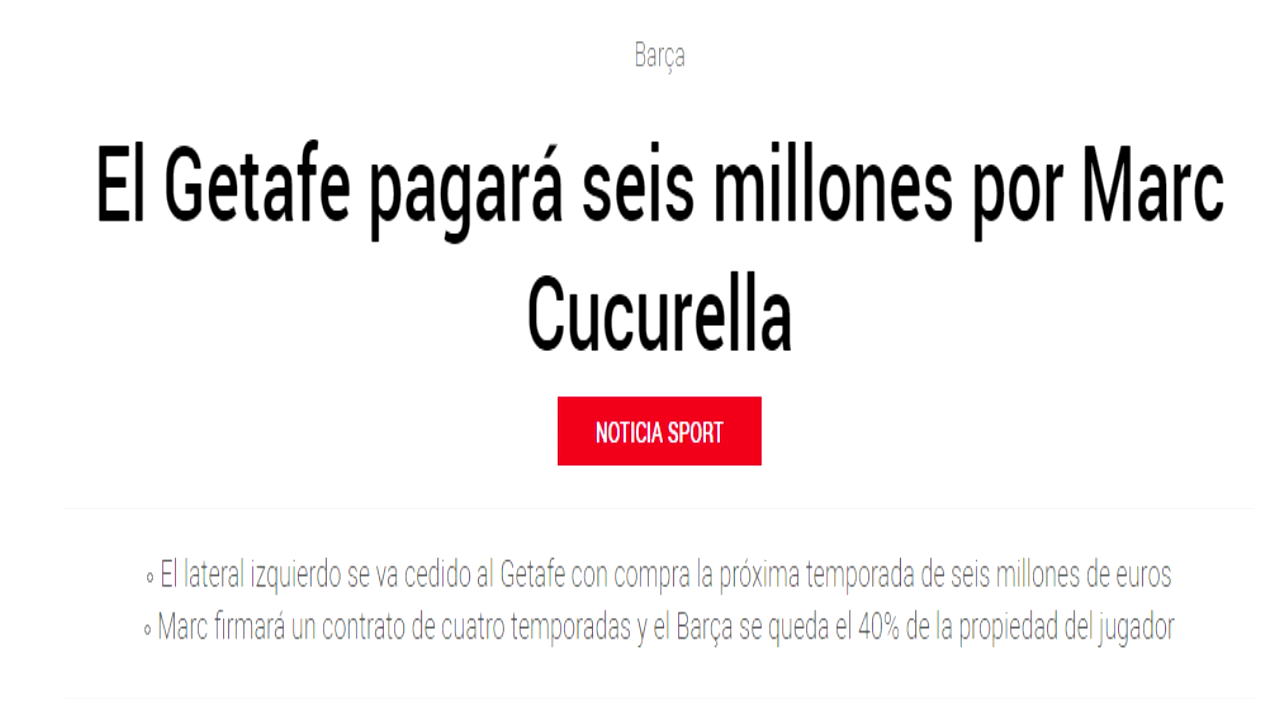 Barça
El Getafe pagará seis millones por Marc
Cucurella
NOTICIA SPORT
◦ El lateral izquierdo se va cedido al Getafe con compra la próxima temporada de seis millones de euros
◦ Marc firmará un contrato de cuatro temporadas y el Barça se queda el 40% de la propiedad del jugador